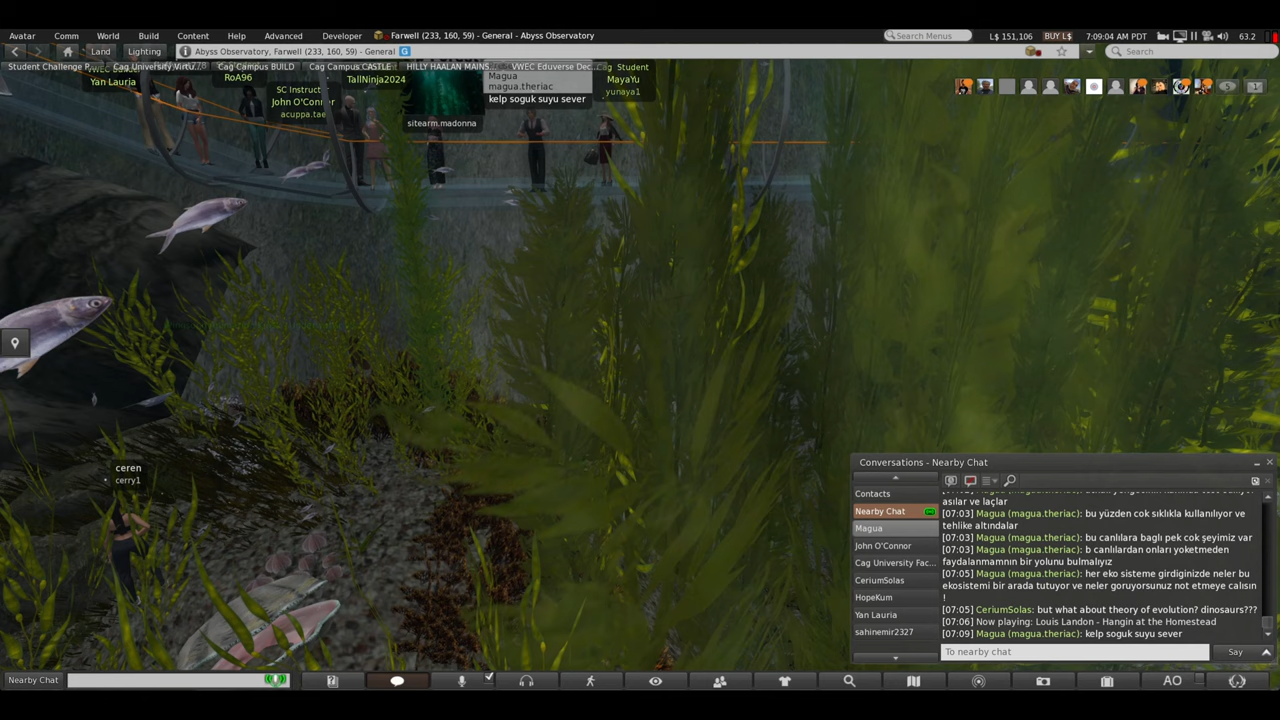 Avatar Comm World Build Content Help Advanced Developer Farwell (233, 160, 59) - General - Abyss Observatory Search Menus L$ 151,106 BUY L$ 7:09:04 AM PDT 63.2
Land Lighting Abyss Observatory, Farwell (233, 160, 59) - General G Search
Student Challenge P... Cag University Virtu Cag Campus BUILD Cag Campus CASTLE HILLY HAALAN MAINS VWEC Eduverse Dec...
Yan Lauria
RoA96
SC Instructor
John O'Connor
acuppa.tae
TallNinja2024
sitearm.madonna
Magua
magua.theriac
kelp soguk suyu sever
Student
MayaYu
yunaya1
5 1
ceren
cerry1
Conversations - Nearby Chat
Contacts
Nearby Chat
Magua
John O'Connor
Cag University Fac...
CeriumSolas
HopeKum
Yan Lauria
sahinemir2327
asılar ve laçlar
[07:03] Magua (magua.theriac): bu yüzden cok sıklıkla kullanılıyor ve
tehlike altındalar
[07:03] Magua (magua.theriac): bu canlılara baglı pek cok şeyimiz var
[07:03] Magua (magua.theriac): b canlılardan onları yoketmeden
faydalanmamnın bir yolunu bulmalıyız
[07:05] Magua (magua.theriac): her eko sisteme girdiginizde neler bu
ekosistemi bir arada tutuyor ve neler goruyorsunuz not etmeye calisin
!
[07:05] CeriumSolas: but what about theory of evolution? dinosaurs???
[07:06] Now playing: Louis Landon - Hangin at the Homestead
[07:09] Magua (magua.theriac): kelp soguk suyu sever
To nearby chat Say
Nearby Chat AO